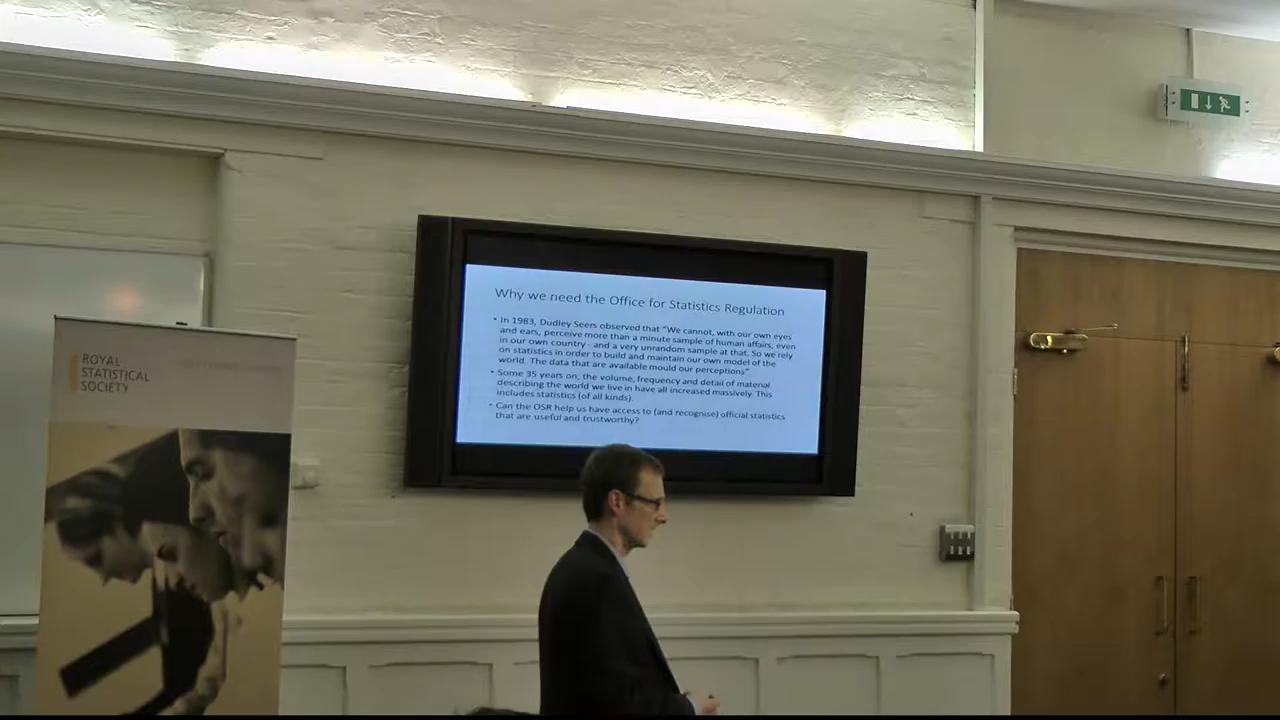 ROYAL
STATISTICAL
SOCIETY
Why we need the Office for Statistics Regulation
• In 1983, Dudley Seers observed that "We cannot, with our own eyes
and ears, perceive more than a minute sample of human affairs, even
in our own country - and a very unrandom sample at that. So we rely
on statistics in order to build and maintain our own model of the
world. The data that are available mould our perceptions"
• Some 35 years on, the volume, frequency and detail of material
describing the world we live in have all increased massively. This
includes statistics (of all kinds).
• Can the OSR help us have access to (and recognise) official statistics
that are useful and trustworthy?